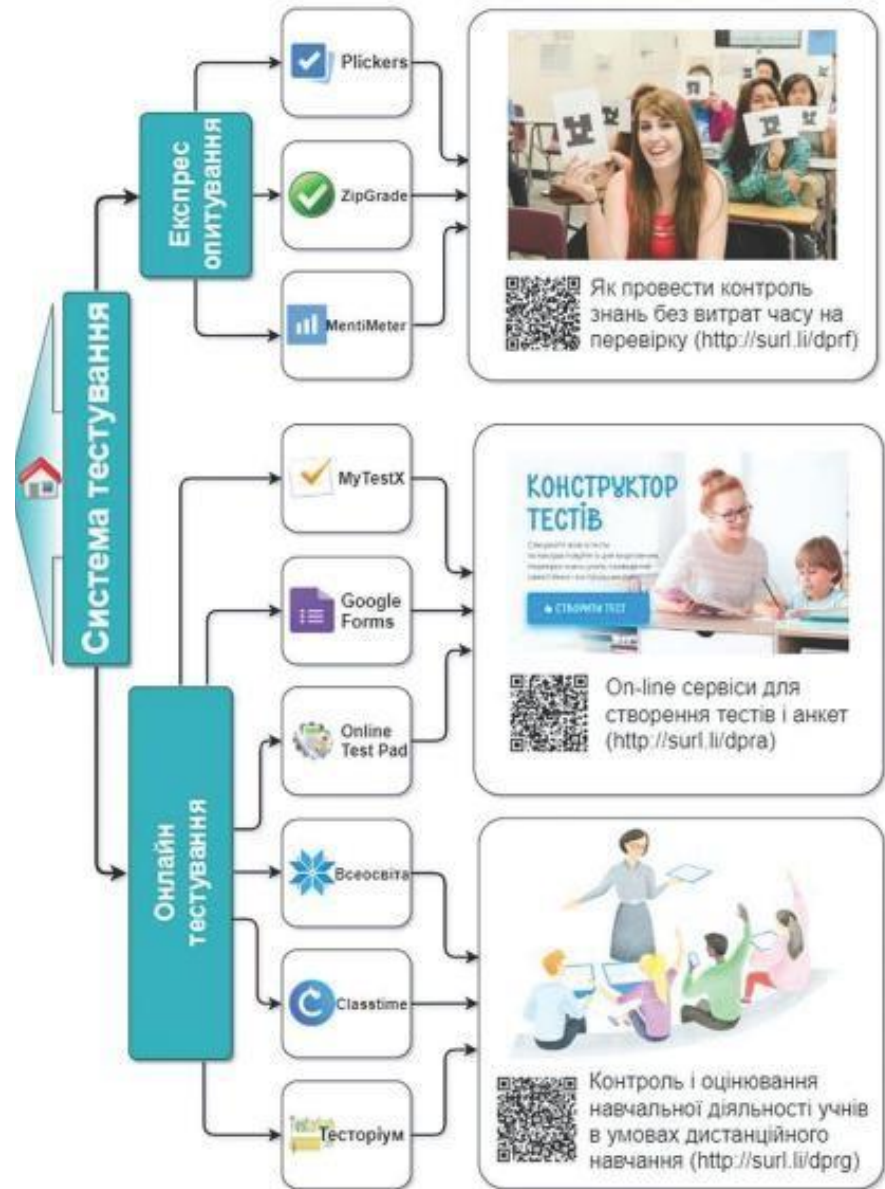 Система тестування
Експрес
опитування
Plickers
ZipGrade
MentiMeter
Як провести контроль
знань без витрат часу на
перевірку (http://surl.li/dprf)
Онлайн
тестування
MyTestX
Google
Forms
Online
Test Pad
КОНСТРУКТОР
ТЕСТІВ
СТВОРИТИ ТЕСТ
On-line сервіси для
створення тестів і анкет
(http://surl.li/dpra)
Всеосвіта
Classtime
Тесторіум
Контроль і оцінювання
навчальної діяльності учнів
в умовах дистанційного
навчання (http://surl.li/dprg)